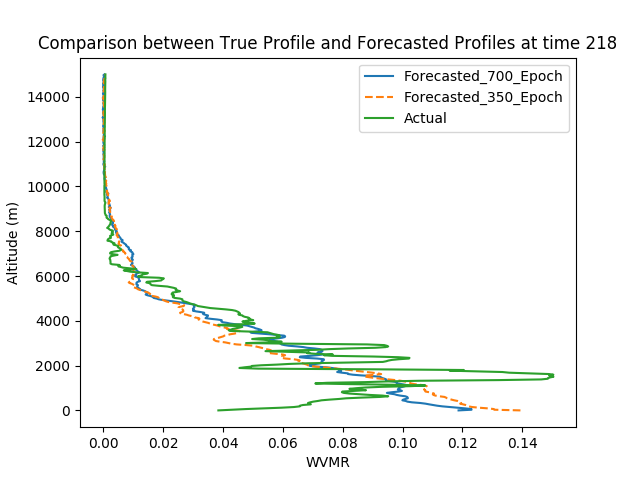 Comparison between True Profile and Forecasted Profiles at time 218
Forecasted_700_Epoch
Forecasted_350_Epoch
Actual
Altitude (m)
14000
12000
10000
8000
6000
4000
2000
0
0.00 0.02 0.04 0.06 0.08 0.10 0.12 0.14
WVMR